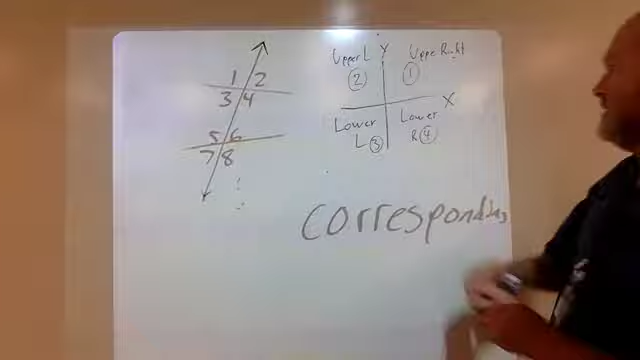 1 2
3 4
5 6
7 8
Upper L Y Upper Right
2 1
X
Lower Lower
L 3 R 4
corresponding